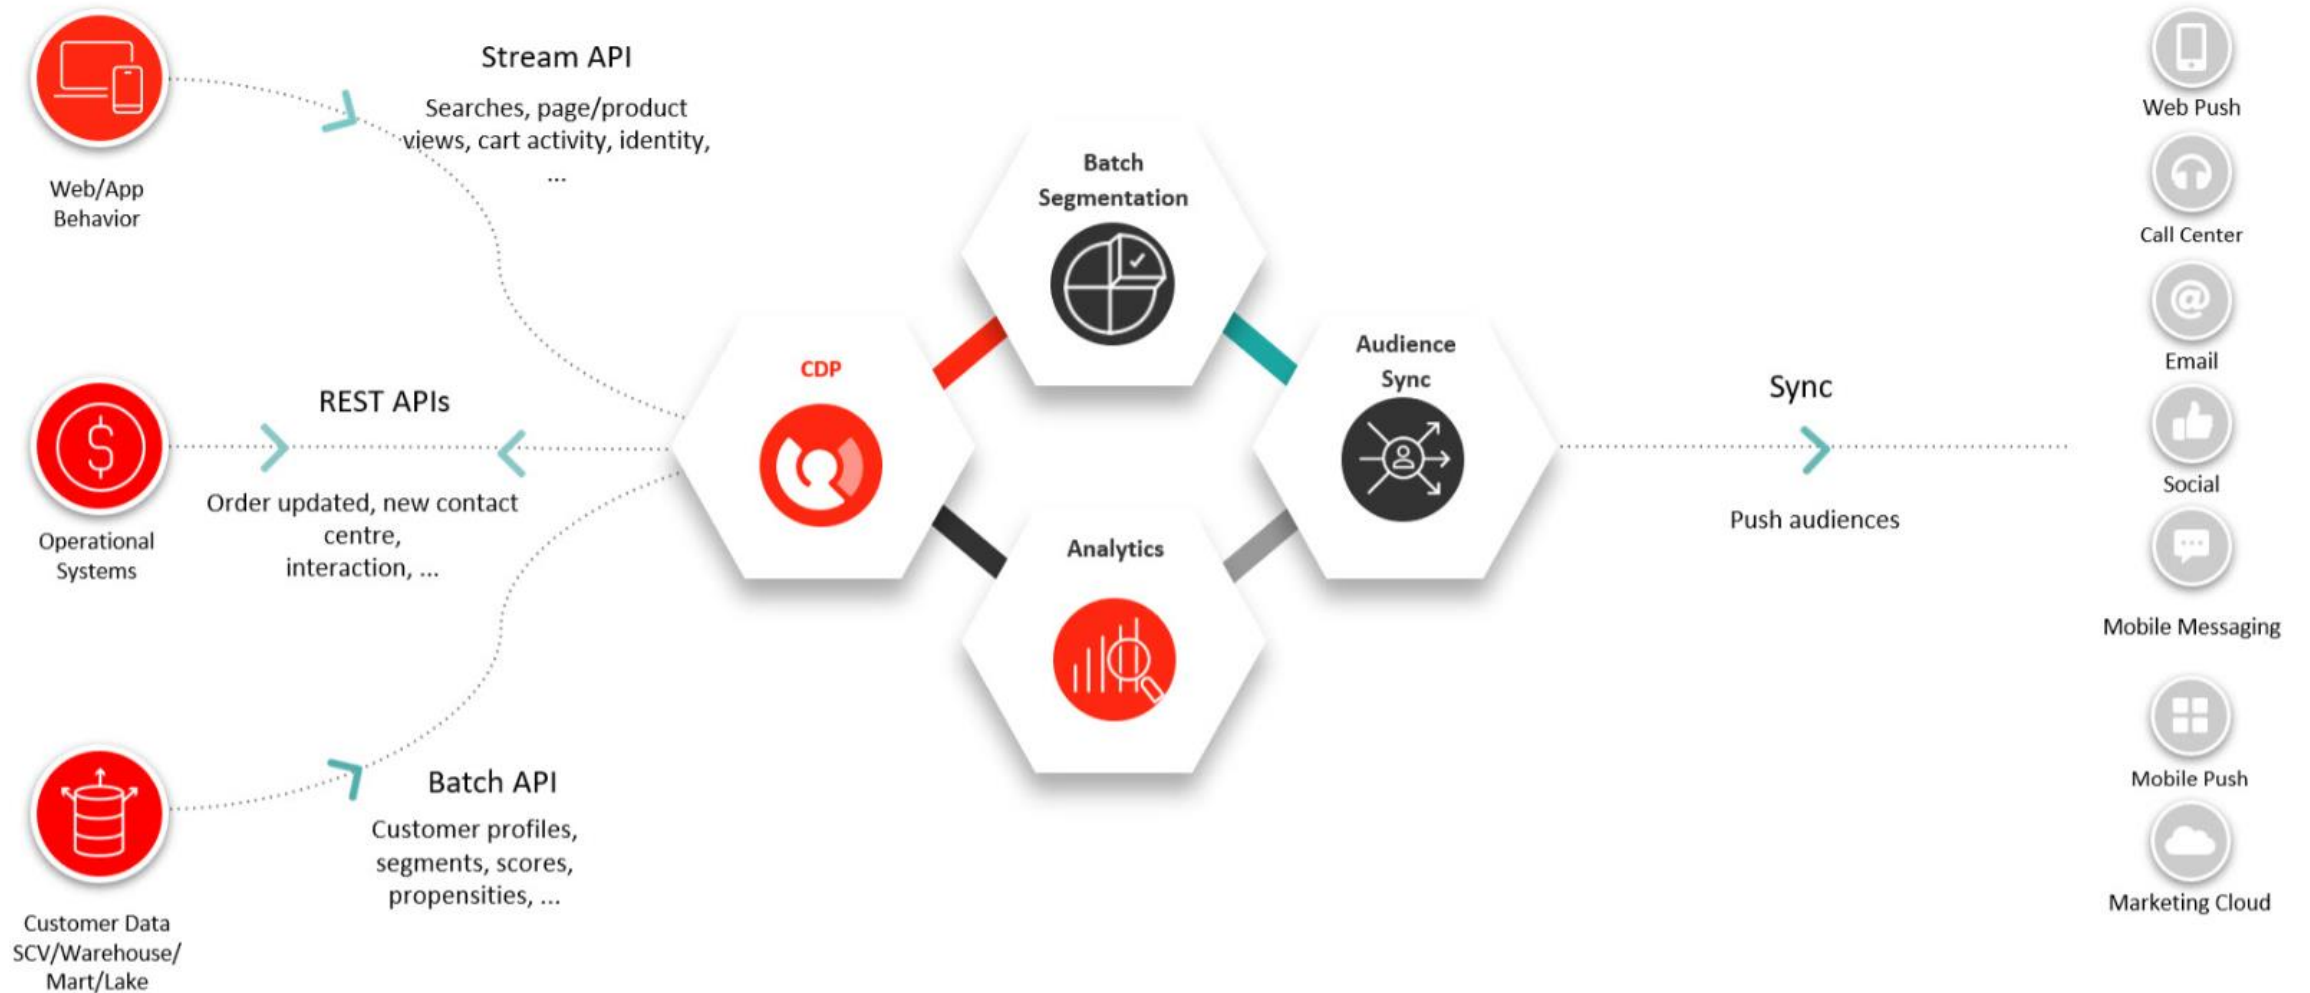 Stream API
Searches, page/product
views, cart activity, identity,
...
Web/App
Behavior
REST APIs
Order updated, new contact
centre,
interaction, ...
Operational
Systems
Batch API
Customer profiles,
segments, scores,
propensities, ...
Customer Data
SCV/Warehouse/
Mart/Lake
CDP
Batch
Segmentation
Analytics
Audience
Sync
Sync
Push audiences
Web Push
Call Center
@
Email
Social
Mobile Messaging
Mobile Push
Marketing Cloud